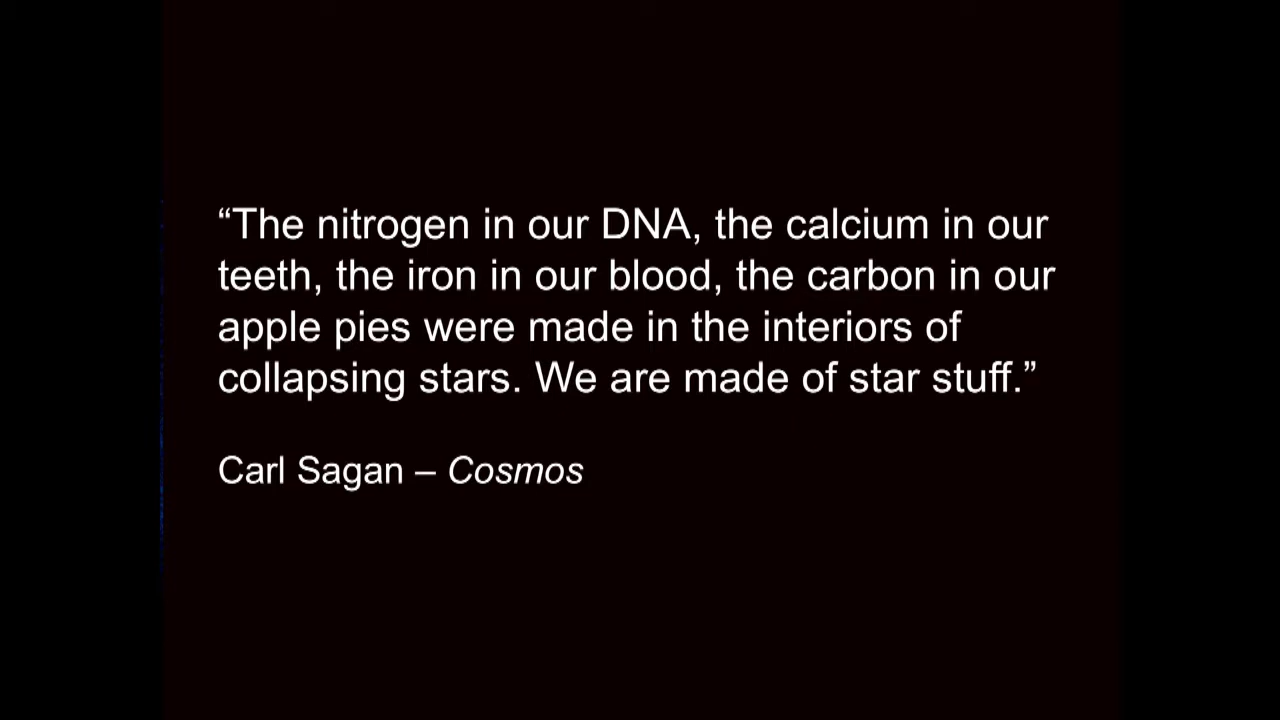 “The nitrogen in our DNA, the calcium in our
teeth, the iron in our blood, the carbon in our
apple pies were made in the interiors of
collapsing stars. We are made of star stuff.”
Carl Sagan – Cosmos